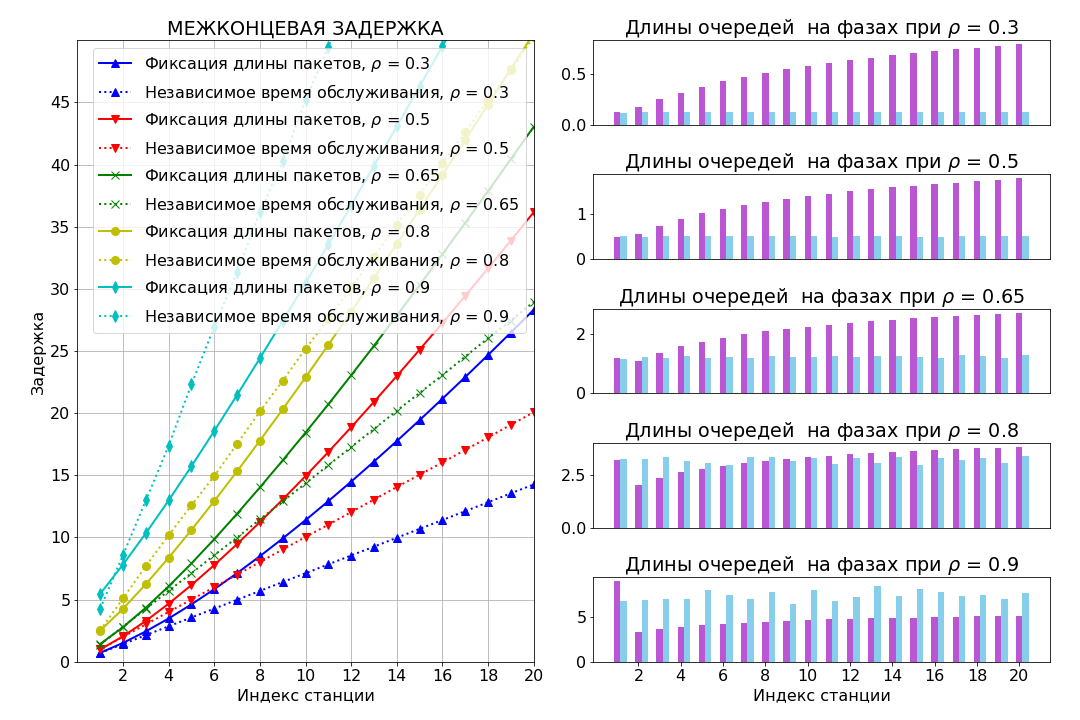 МЕЖКОНЦЕВАЯ ЗАДЕРЖКА
Фиксация длины пакетов, ρ = 0.3
Независимое время обслуживания, ρ = 0.3
Фиксация длины пакетов, ρ = 0.5
Независимое время обслуживания, ρ = 0.5
Фиксация длины пакетов, ρ = 0.65
Независимое время обслуживания, ρ = 0.65
Фиксация длины пакетов, ρ = 0.8
Независимое время обслуживания, ρ = 0.8
Фиксация длины пакетов, ρ = 0.9
Независимое время обслуживания, ρ = 0.9
Задержка
45
40
35
30
25
20
15
10
5
0
2 4 6 8 10 12 14 16 18 20
Индекс станции
Длины очередей на фазах при ρ = 0.3
0.5
0.0
Длины очередей на фазах при ρ = 0.5
1
0
Длины очередей на фазах при ρ = 0.65
2
0
Длины очередей на фазах при ρ = 0.8
2.5
0.0
Длины очередей на фазах при ρ = 0.9
5
0
2 4 6 8 10 12 14 16 18 20
Индекс станции